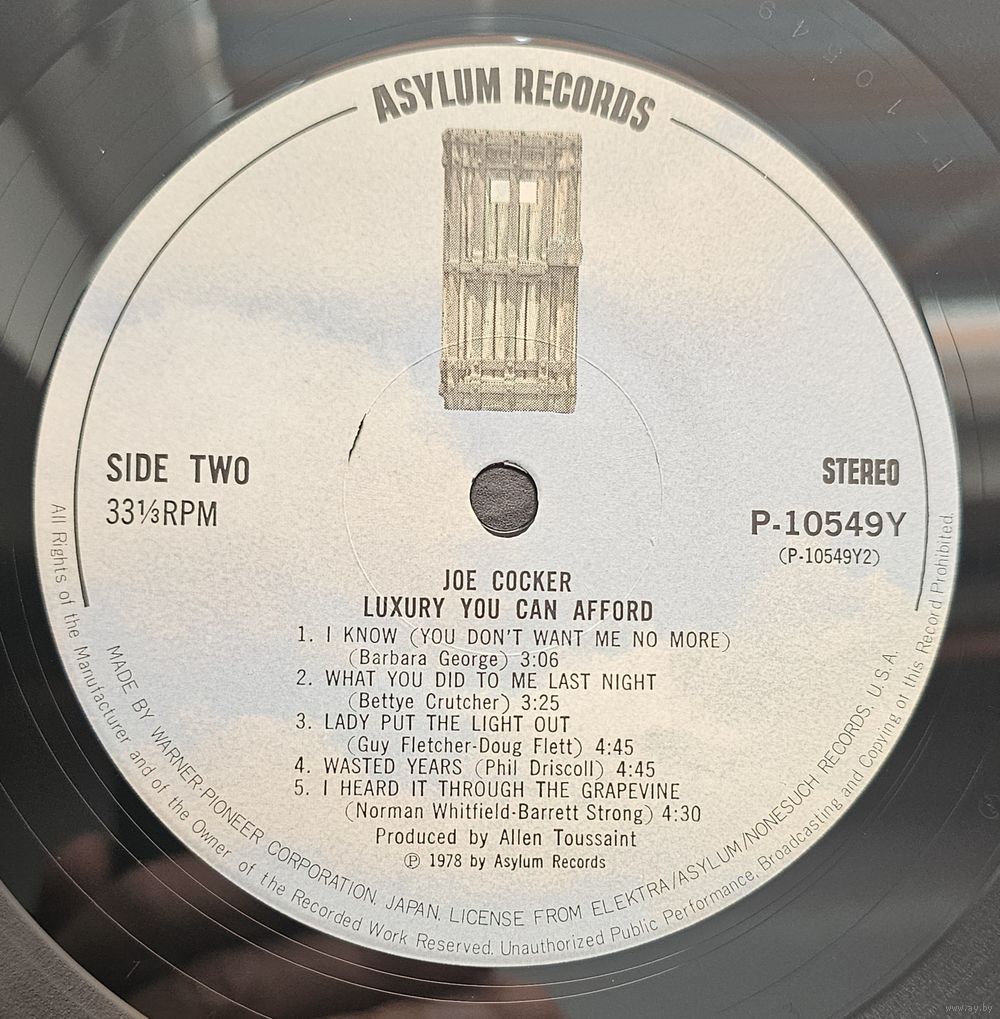 ASYLUM RECORDS
SIDE TWO
33⅓RPM
STEREO
P-10549Y
(P-10549Y2)
JOE COCKER
LUXURY YOU CAN AFFORD
1. I KNOW (YOU DON'T WANT ME NO MORE)
(Barbara George) 3:06
2. WHAT YOU DID TO ME LAST NIGHT
(Bettye Crutcher) 3:25
3. LADY PUT THE LIGHT OUT
(Guy Fletcher-Doug Flett) 4:45
4. WASTED YEARS (Phil Driscoll) 4:45
5. I HEARD IT THROUGH THE GRAPEVINE
(Norman Whitfield-Barrett Strong) 4:30
Produced by Allen Toussaint
Ⓟ 1978 by Asylum Records
MADE BY WARNER-PIONEER CORPORATION, JAPAN. LICENSE FROM ELEKTRA/ASYLUM/NONESUCH RECORDS, U.S.A.
All Rights of the Manufacturer and of the Owner of the Recorded Work Reserved. Unauthorized Public Performance. Broadcasting and Copying of this Record Prohibited.
www.ay.by